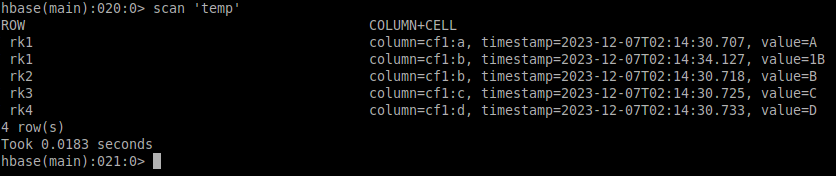 hbase(main):020:0> scan 'temp'
ROW COLUMN+CELL
rk1 column=cf1:a, timestamp=2023-12-07T02:14:30.707, value=A
rk1 column=cf1:b, timestamp=2023-12-07T02:14:34.127, value=1B
rk2 column=cf1:b, timestamp=2023-12-07T02:14:30.718, value=B
rk3 column=cf1:c, timestamp=2023-12-07T02:14:30.725, value=C
rk4 column=cf1:d, timestamp=2023-12-07T02:14:30.733, value=D
4 row(s)
Took 0.0183 seconds
hbase(main):021:0>